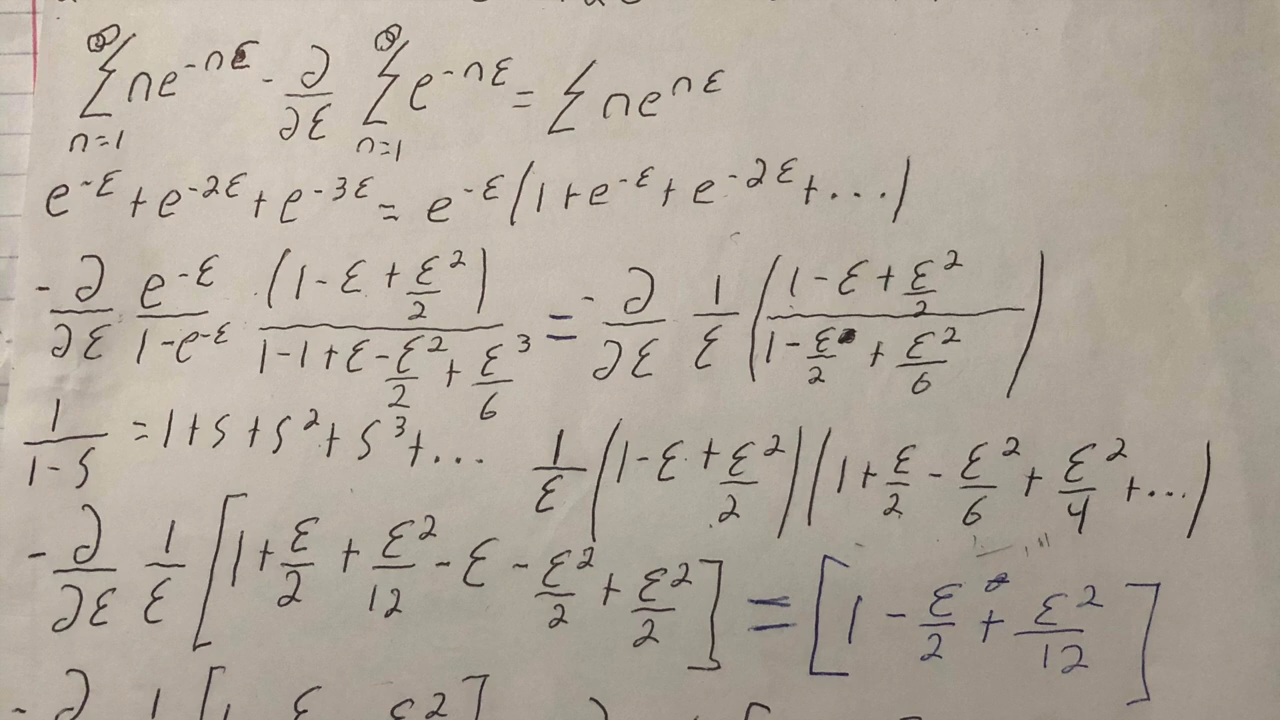 ∞ ∑ n=1 ne^{-nε} - ∂/∂ε ∞ ∑ n=1 e^{-nε} = ∑ ne^{nε}
e^{-ε} + e^{-2ε} + e^{-3ε} = e^{-ε}(1 + e^{-ε} + e^{-2ε} + ...)
-∂/∂ε e^{-ε}/(1-e^{-ε}) (1 - ε + ε²/2)/(1 - 1 + ε - ε²/2 + ε³/6) = -∂/∂ε 1/ε ((1 - ε + ε²/2)/(1 - ε/2 + ε²/6))
1/(1-S) = 1 + S + S² + S³ + ... 1/ε (1 - ε + ε²/2)(1 + ε/2 - ε²/6 + ε²/4 + ...)
-∂/∂ε 1/ε [1 + ε/2 + ε²/12 - ε - ε²/2 + ε²/2] = [1 - ε/2 + ε²/12]